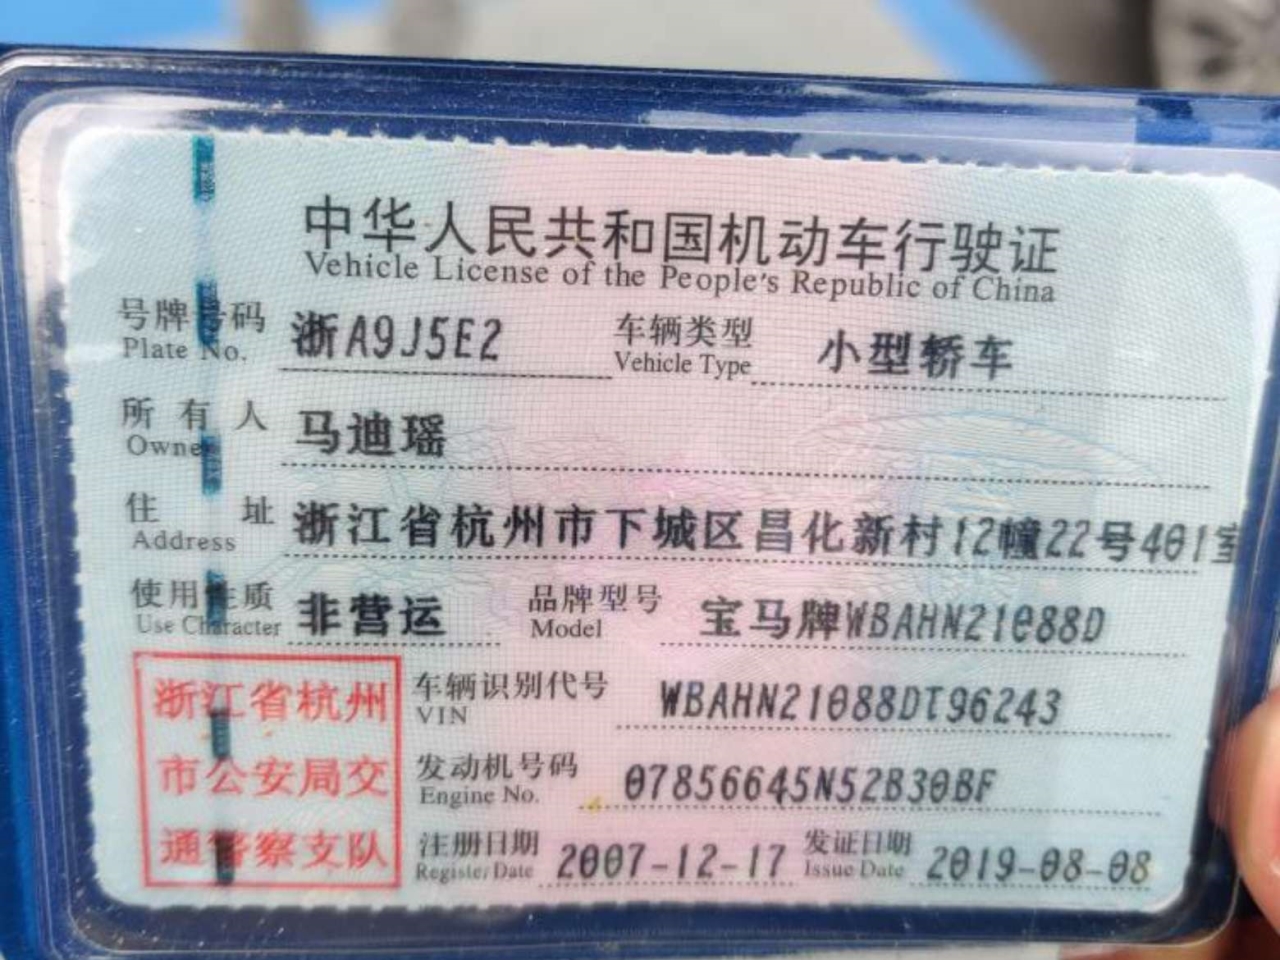 中华人民共和国机动车行驶证
Vehicle License of the People's Republic of China
号牌号码 浙A9J5E2 车辆类型 小型轿车
Plate No. Vehicle Type
所有人 马迪瑶
Owner
住址 浙江省杭州市下城区昌化新村12幢22号401室
Address
使用性质 非营运 品牌型号 宝马牌WBAHN21088D
Use Character Model
浙江省杭州
市公安局交
通警察支队
车辆识别代号 WBAHN21088DT96243
VIN
发动机号码 07856645N52B30BF
Engine No.
注册日期 2007-12-17 发证日期 2019-08-08
Register Date Issue Date